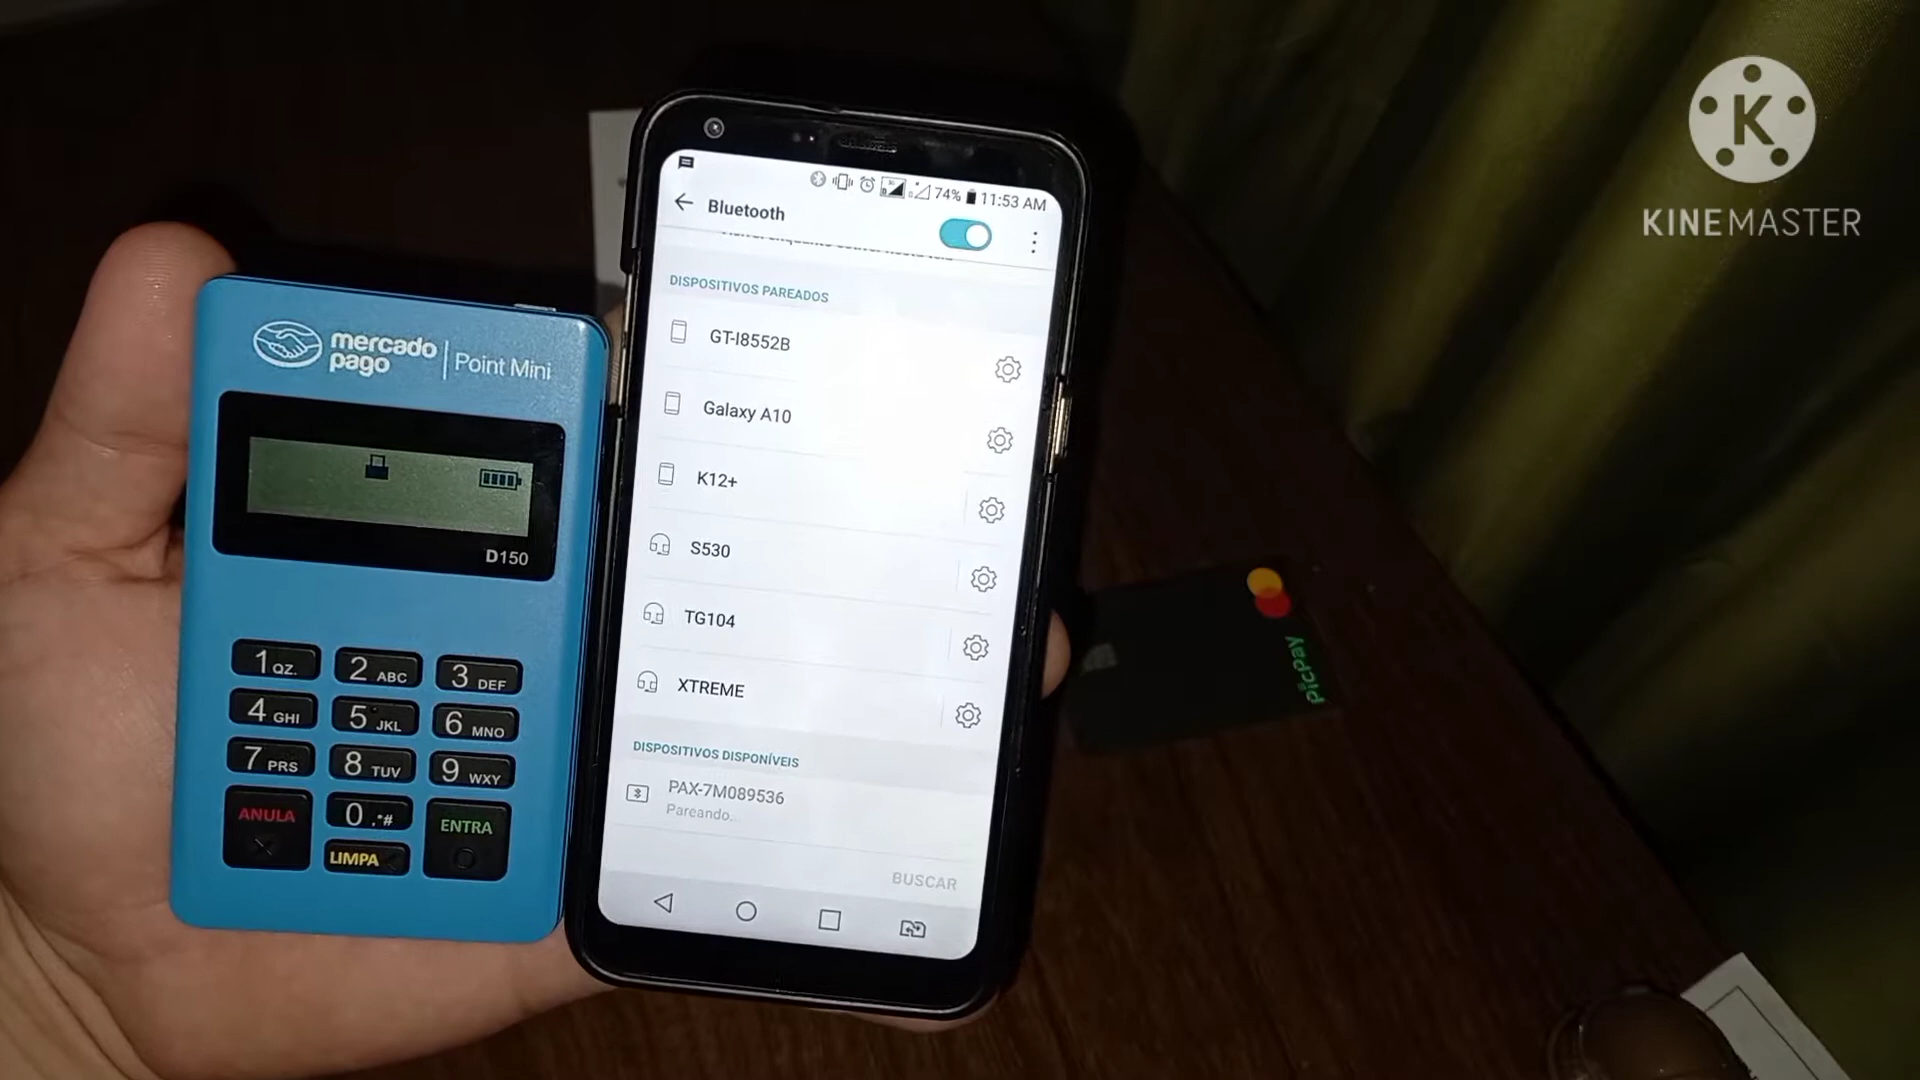 K
KINEMASTER
74% 11:53 AM
Bluetooth
DISPOSITIVOS PAREADOS
GT-I8552B
Galaxy A10
K12+
S530
TG104
XTREME
DISPOSITIVOS DISPONÍVEIS
PAX-7M089536
Pareando...
BUSCAR
mercado
pago | Point Mini
D150
1 QZ. 2 ABC 3 DEF
4 GHI 5 JKL 6 MNO
7 PRS 8 TUV 9 WXY
ANULA 0 .*# ENTRA
LIMPA
PicPay